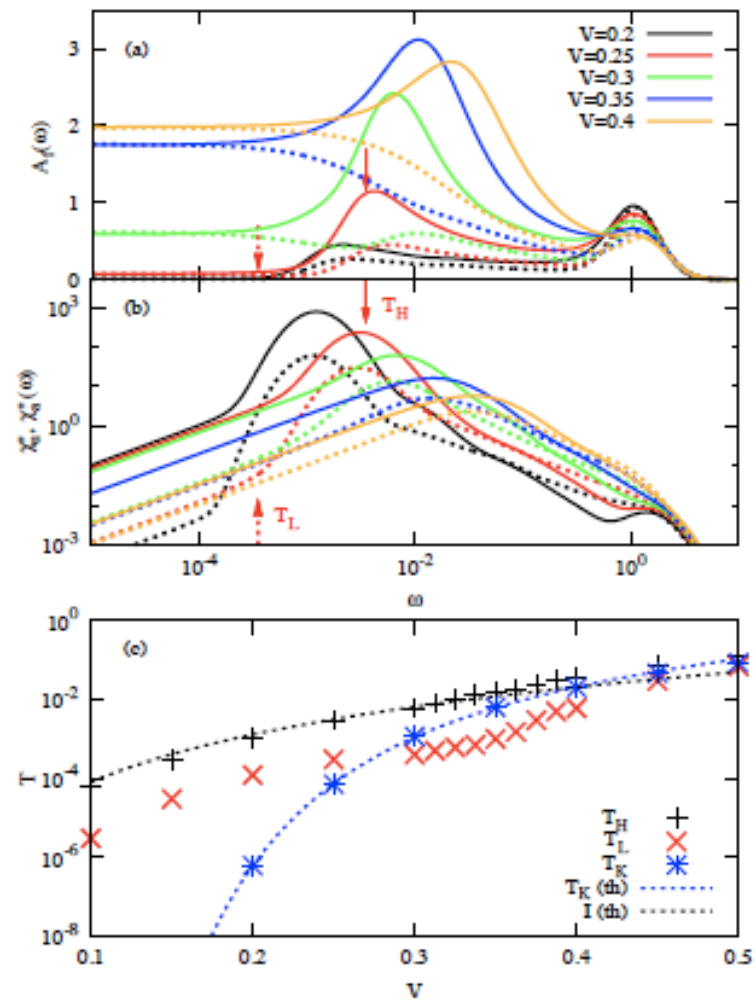 (a)
V=0.2
V=0.25
V=0.3
V=0.35
V=0.4
3
2
1
0
A_f(ω)
(b)
10^3
10^0
10^-3
T_H
T_L
10^-4
10^-2
10^0
ω
(c)
10^0
10^-2
10^-4
10^-6
10^-8
T
T_H
T_L
T_K
T_K (th)
I (th)
0.1
0.2
0.3
0.4
0.5
V